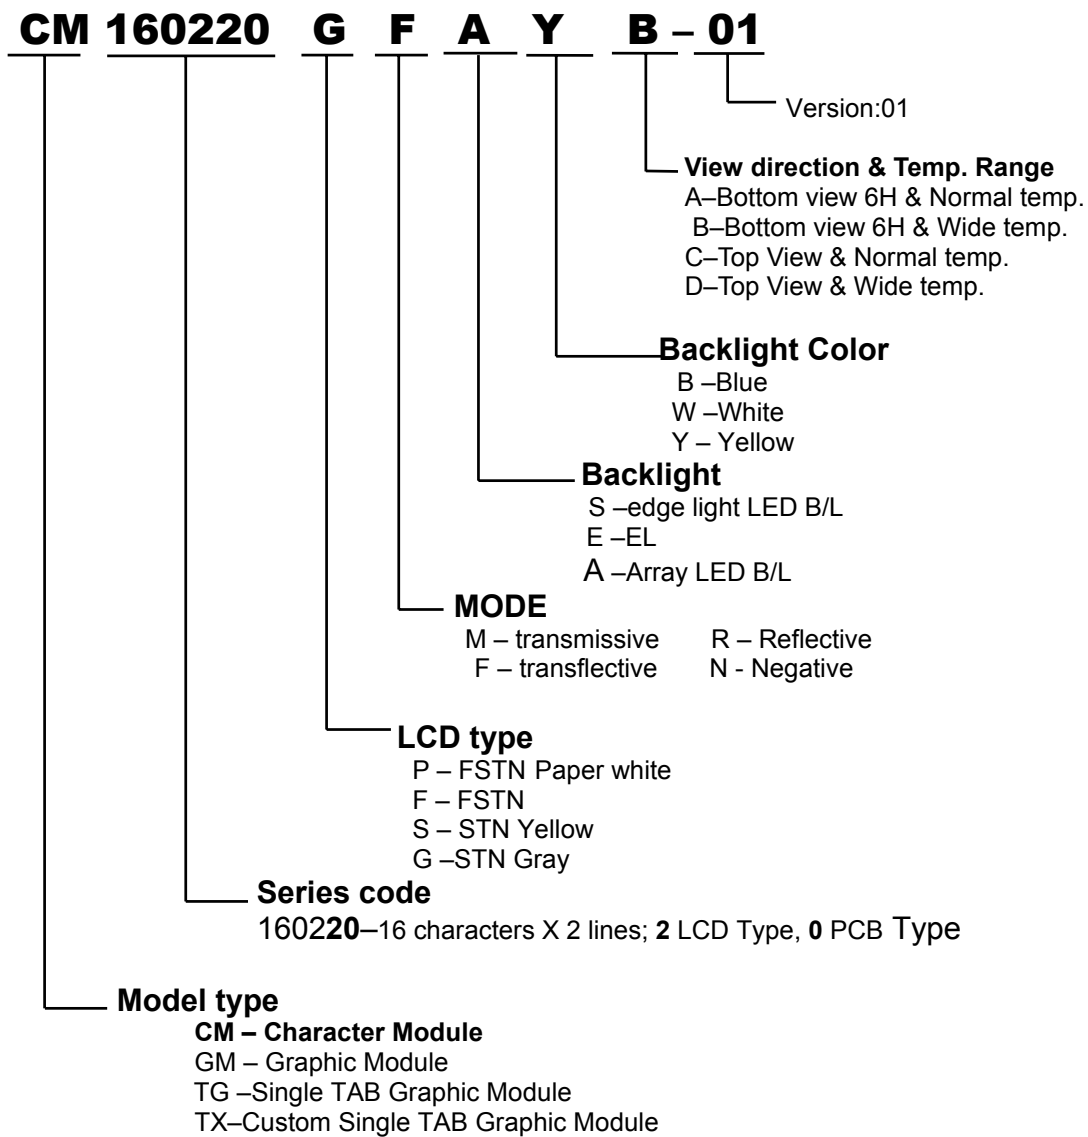 CM 160220 G F A Y B – 01
Version:01
View direction & Temp. Range
A–Bottom view 6H & Normal temp.
B–Bottom view 6H & Wide temp.
C–Top View & Normal temp.
D–Top View & Wide temp.
Backlight Color
B –Blue
W –White
Y – Yellow
Backlight
S –edge light LED B/L
E –EL
A –Array LED B/L
MODE
M – transmissive R – Reflective
F – transflective N - Negative
LCD type
P – FSTN Paper white
F – FSTN
S – STN Yellow
G –STN Gray
Series code
160220–16 characters X 2 lines; 2 LCD Type, 0 PCB Type
Model type
CM – Character Module
GM – Graphic Module
TG –Single TAB Graphic Module
TX–Custom Single TAB Graphic Module